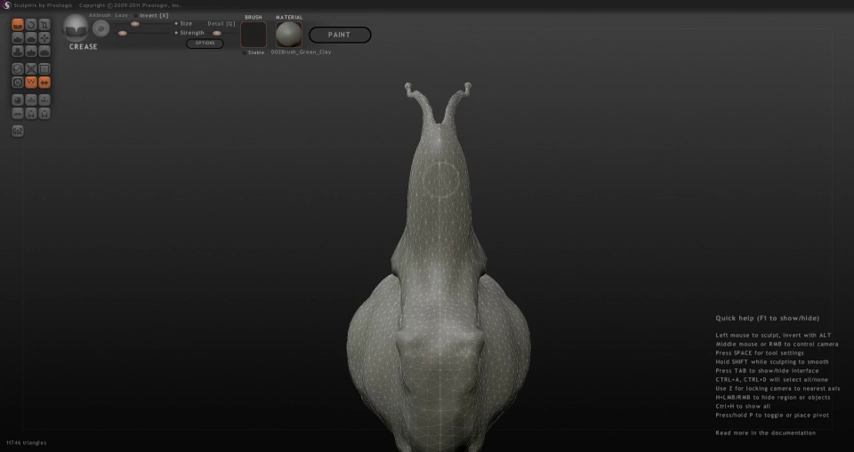 Sculptris by Pixologic   Copyright © 2009-2011 Pixologic, Inc.
Airbrush Lazy Invert [X]
Size Detail [Q]
Strength
OPTIONS
CREASE
BRUSH
MATERIAL
Enable
002Brush_Green_Clay
PAINT
Quick help (F1 to show/hide)
Left mouse to sculpt, invert with ALT
Middle mouse or RMB to control camera
Press SPACE for tool settings
Hold SHIFT while sculpting to smooth
Press TAB to show/hide interface
CTRL+A, CTRL+D will select all/none
Use Z for locking camera to nearest axis
H+LMB/RMB to hide region or objects
Ctrl+H to show all
Press/hold P to toggle or place pivot
Read more in the documentation
triangles